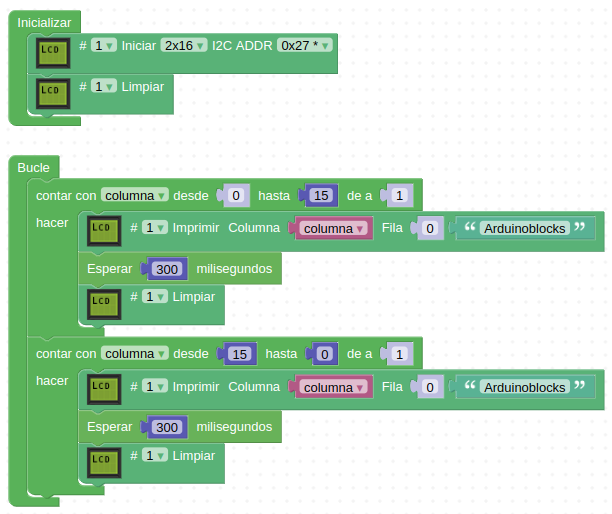 Inicializar
LCD # 1 ▾ Iniciar 2x16 ▾ I2C ADDR 0x27 * ▾
LCD # 1 ▾ Limpiar
Bucle
contar con columna ▾ desde 0 hasta 15 de a 1
hacer LCD # 1 ▾ Imprimir Columna columna ▾ Fila 0 “ Arduinoblocks ”
Esperar 300 milisegundos
LCD # 1 ▾ Limpiar
contar con columna ▾ desde 15 hasta 0 de a 1
hacer LCD # 1 ▾ Imprimir Columna columna ▾ Fila 0 “ Arduinoblocks ”
Esperar 300 milisegundos
LCD # 1 ▾ Limpiar